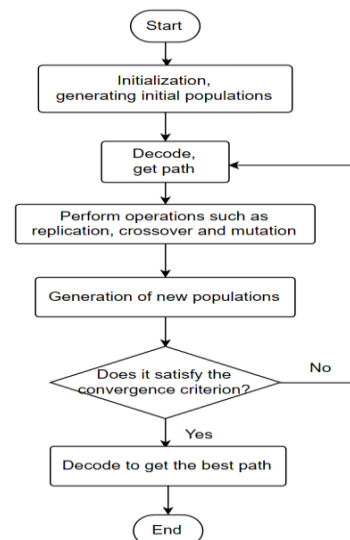 Start
Initialization,
generating initial populations
Decode,
get path
Perform operations such as
replication, crossover and mutation
Generation of new populations
Does it satisfy the
convergence criterion?
No
Yes
Decode to get the best path
End